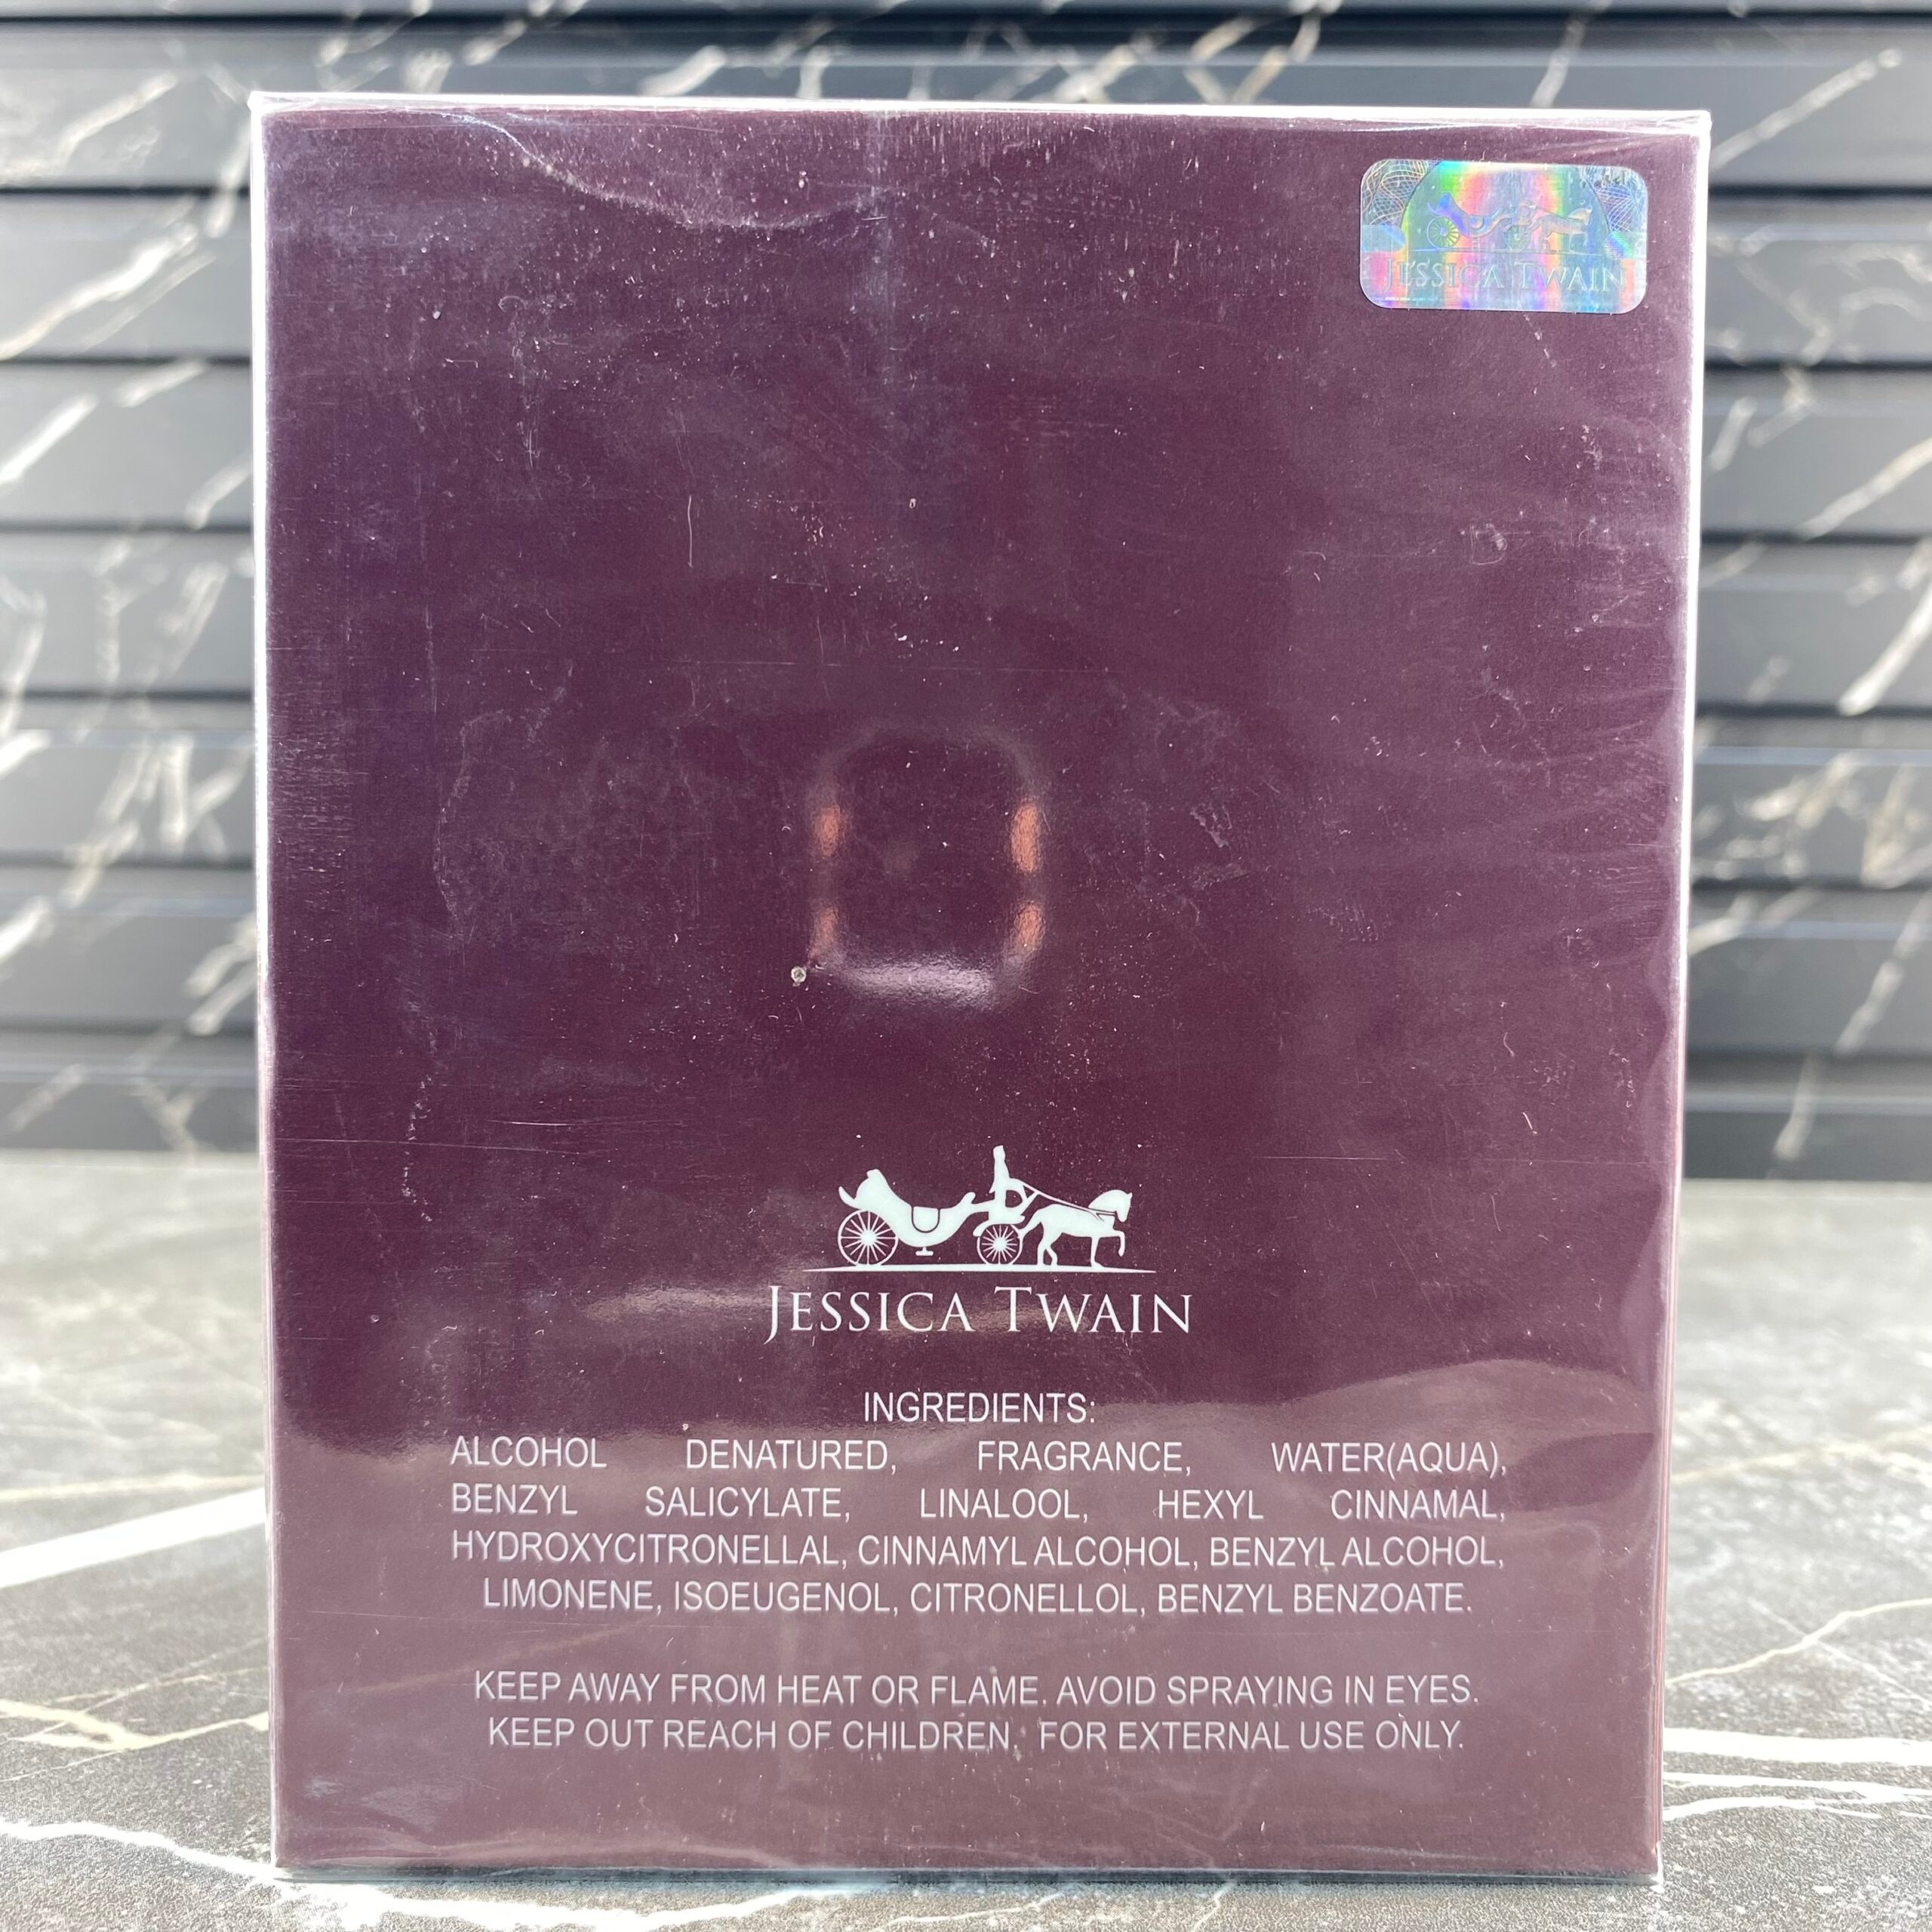 JESSICA TWAIN
JESSICA TWAIN
INGREDIENTS:
ALCOHOL DENATURED, FRAGRANCE, WATER(AQUA),
BENZYL SALICYLATE, LINALOOL, HEXYL CINNAMAL,
HYDROXYCITRONELLAL, CINNAMYL ALCOHOL, BENZYL ALCOHOL,
LIMONENE, ISOEUGENOL, CITRONELLOL, BENZYL BENZOATE.
KEEP AWAY FROM HEAT OR FLAME. AVOID SPRAYING IN EYES.
KEEP OUT REACH OF CHILDREN. FOR EXTERNAL USE ONLY.